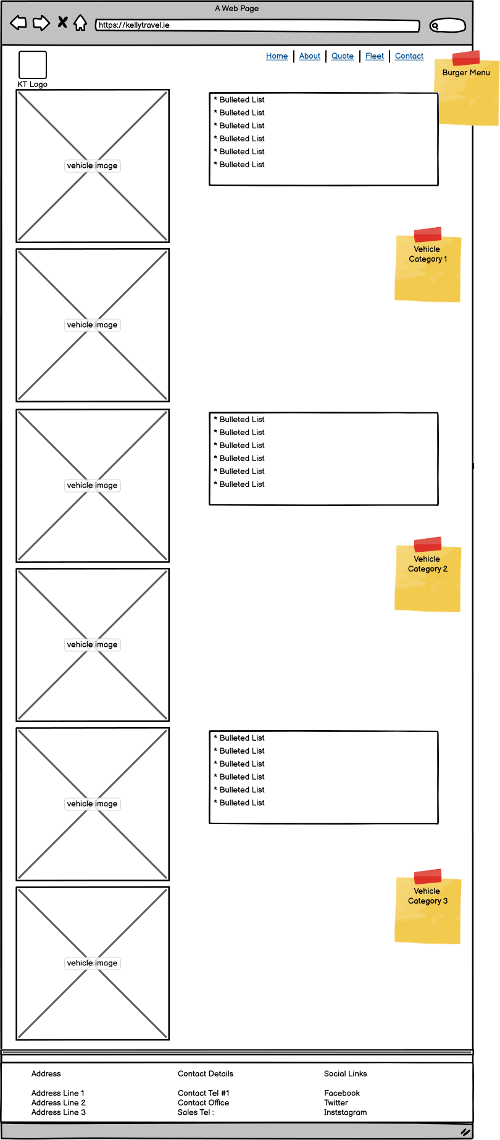 A Web Page
https://kellytravel.ie
KT Logo
Home | About | Quote | Fleet | Contact
Burger Menu
vehicle image
* Bulleted List
* Bulleted List
* Bulleted List
* Bulleted List
* Bulleted List
* Bulleted List
Vehicle
Category 1
vehicle image
vehicle image
* Bulleted List
* Bulleted List
* Bulleted List
* Bulleted List
* Bulleted List
* Bulleted List
Vehicle
Category 2
vehicle image
vehicle image
* Bulleted List
* Bulleted List
* Bulleted List
* Bulleted List
* Bulleted List
* Bulleted List
Vehicle
Category 3
vehicle image
Address
Address Line 1
Address Line 2
Address Line 3
Contact Details
Contact Tel #1
Contact Office
Sales Tel :
Social Links
Facebook
Twitter
Inststagram